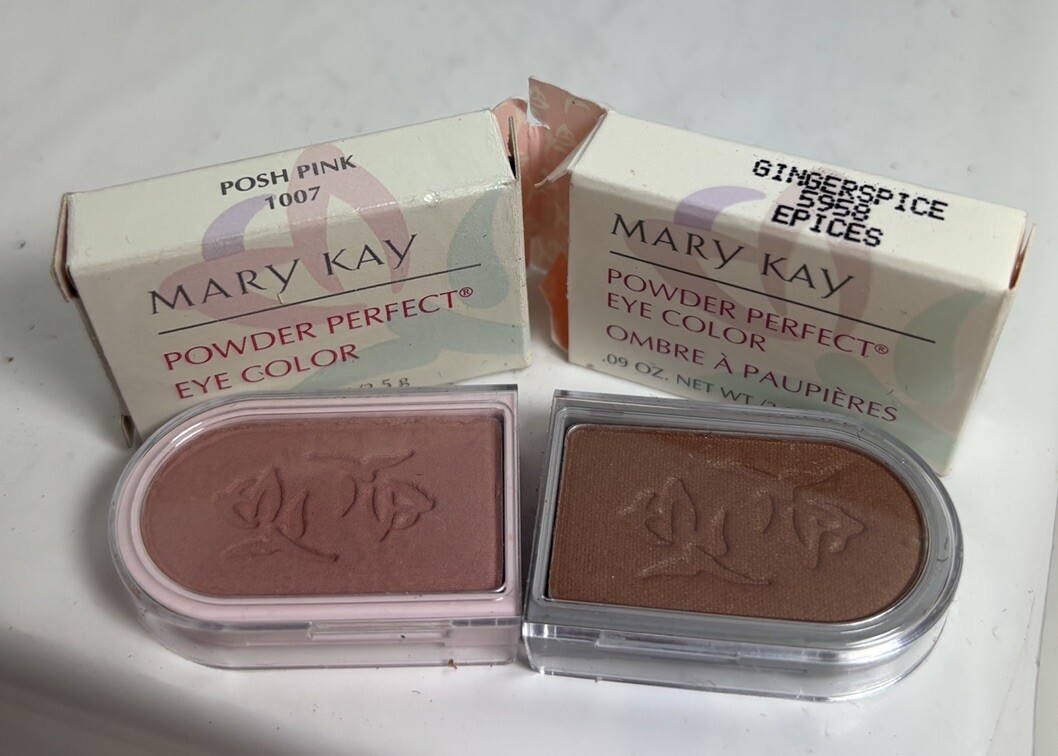 POSH PINK
1007
MARY KAY
POWDER PERFECT®
EYE COLOR
GINGERSPICE
5958
EPICES
MARY KAY
POWDER PERFECT®
EYE COLOR
OMBRE À PAUPIÈRES
.09 OZ. NET WT